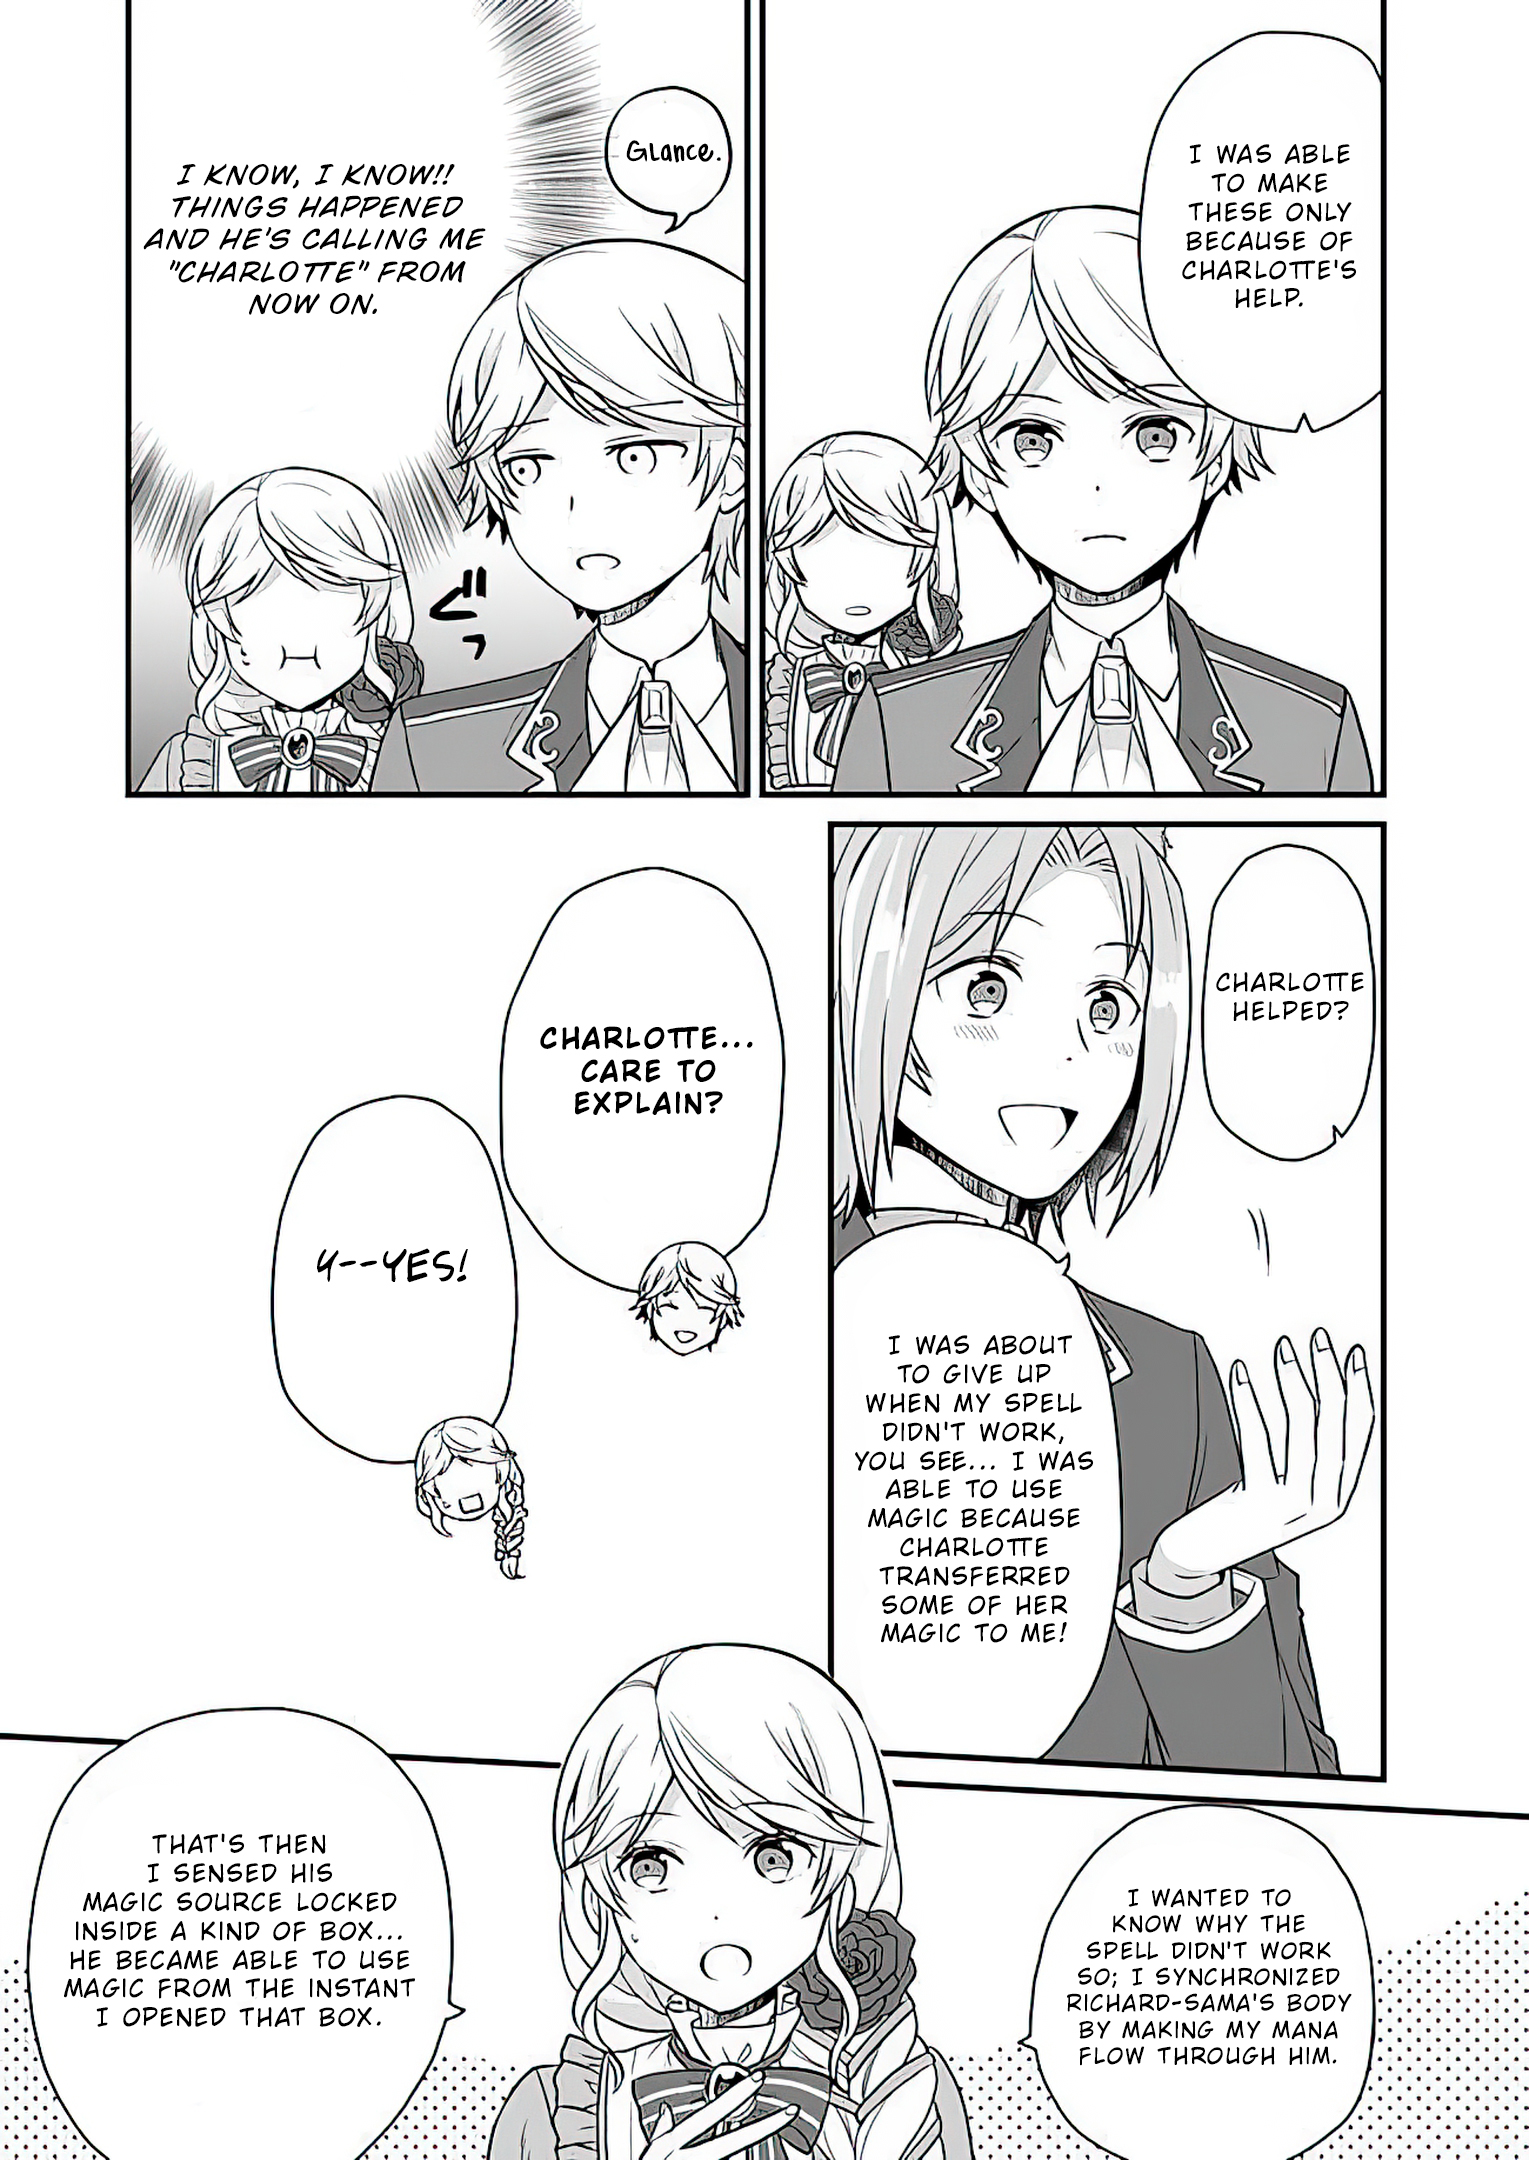 I WAS ABLE
TO MAKE
THESE ONLY
BECAUSE OF
CHARLOTTE'S
HELP.
Glance.
I KNOW, I KNOW!!
THINGS HAPPENED
AND HE'S CALLING ME
"CHARLOTTE" FROM
NOW ON.
ビッ
CHARLOTTE
HELPED?
I WAS ABOUT
TO GIVE UP
WHEN MY SPELL
DIDN'T WORK,
YOU SEE... I WAS
ABLE TO USE
MAGIC BECAUSE
CHARLOTTE
TRANSFERRED
SOME OF HER
MAGIC TO ME!
CHARLOTTE...
CARE TO
EXPLAIN?
Y--YES!
I WANTED TO
KNOW WHY THE
SPELL DIDN'T WORK
SO; I SYNCHRONIZED
RICHARD-SAMA'S BODY
BY MAKING MY MANA
FLOW THROUGH HIM.
THAT'S THEN
I SENSED HIS
MAGIC SOURCE LOCKED
INSIDE A KIND OF BOX...
HE BECAME ABLE TO USE
MAGIC FROM THE INSTANT
I OPENED THAT BOX.